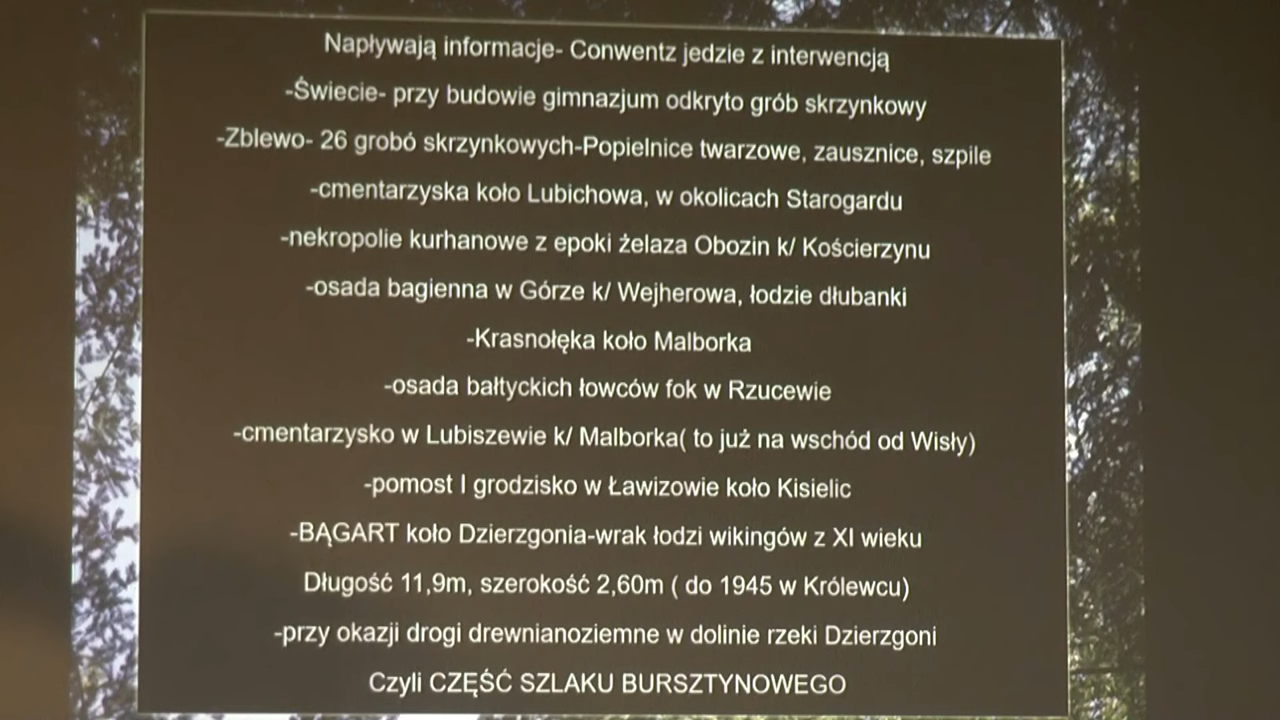 Napływają informacje- Conwentz jedzie z interwencją
-Świecie- przy budowie gimnazjum odkryto grób skrzynkowy
-Zblewo- 26 grobó skrzynkowych-Popielnice twarzowe, zausznice, szpile
-cmentarzyska koło Lubichowa, w okolicach Starogardu
-nekropolie kurhanowe z epoki żelaza Obozin k/ Kościerzynu
-osada bagienna w Górze k/ Wejherowa, łodzie dłubanki
-Krasnołęka koło Malborka
-osada bałtyckich łowców fok w Rzucewie
-cmentarzysko w Lubiszewie k/ Malborka( to już na wschód od Wisły)
-pomost I grodzisko w Ławizowie koło Kisielic
-BĄGART koło Dzierzgonia-wrak łodzi wikingów z XI wieku
Długość 11,9m, szerokość 2,60m ( do 1945 w Królewcu)
-przy okazji drogi drewnianoziemne w dolinie rzeki Dzierzgoni
Czyli CZĘŚĆ SZLAKU BURSZTYNOWEGO